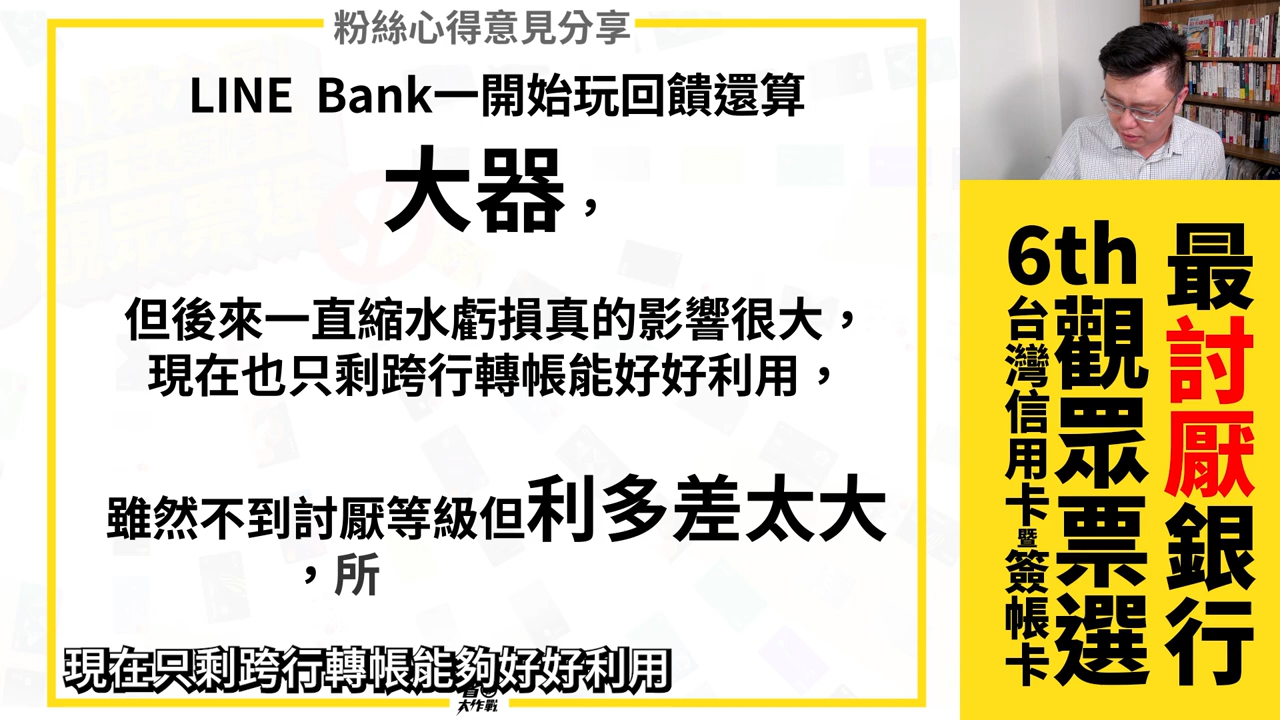 粉絲心得意見分享
LINE Bank一開始玩回饋還算
大器，
但後來一直縮水虧損真的影響很大，
現在也只剩跨行轉帳能好好利用，
雖然不到討厭等級但利多差太大
，所
現在只剩跨行轉帳能夠好好利用
大作戰
最討厭銀行
6th觀眾票選
台灣信用卡暨簽帳卡